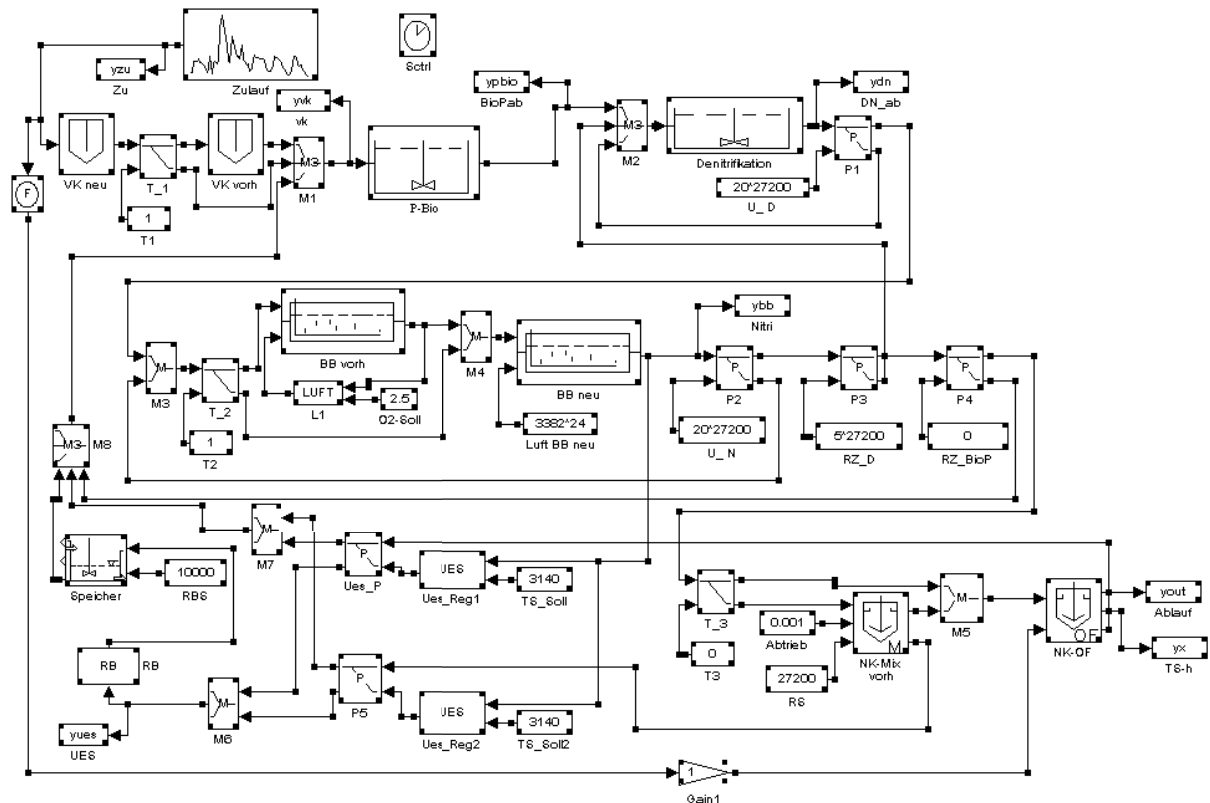 yzu
Zu
Zulauf
Sctrl
yvk
vk
ypbio
BioPab
ydn
DN_ab
F
VK neu
T_1
VK vorh
M3
M1
P-Bio
M3
M2
Denitrifikation
P
P1
1
T1
20^27200
U_ D
M
M3
T_2
BB vorh
LUFT
L1
2.5
O2-Soll
M
M4
BB neu
3382^24
Luft BB neu
ybb
Nitri
P
P2
P
P3
P
P4
1
T2
20^27200
U_ N
5^27200
RZ_D
0
RZ_BioP
M3
M8
Speicher
10000
RBS
M
M7
P
Ues_P
UES
Ues_Reg1
3140
TS_Soll
T_3
0
T3
0.001
Abtrieb
27200
RS
M
NK-Mix
vorh
M
M5
OF
NK-OF
yout
Ablauf
yx
TS-h
RB
RB
yues
UES
M
M6
P
P5
UES
Ues_Reg2
3140
TS_Soll2
1
Gain1